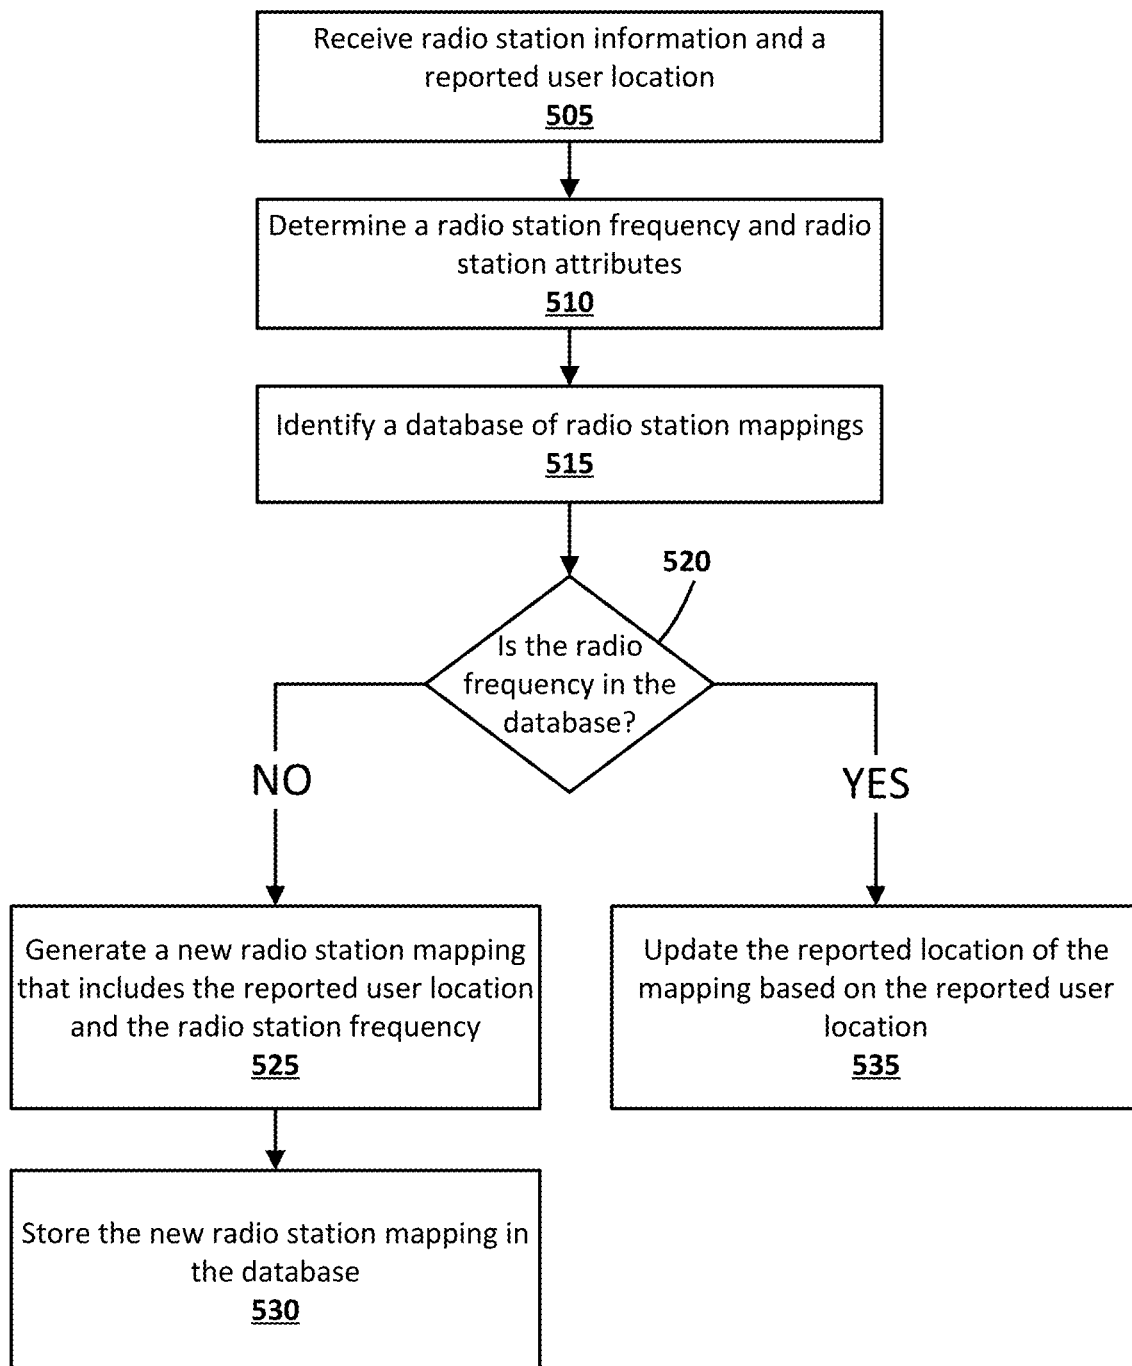 Receive radio station information and a
reported user location
505
Determine a radio station frequency and radio
station attributes
510
Identify a database of radio station mappings
515
520
Is the radio
frequency in the
database?
NO
YES
Generate a new radio station mapping
that includes the reported user location
and the radio station frequency
525
Update the reported location of the
mapping based on the reported user
location
535
Store the new radio station mapping in
the database
530